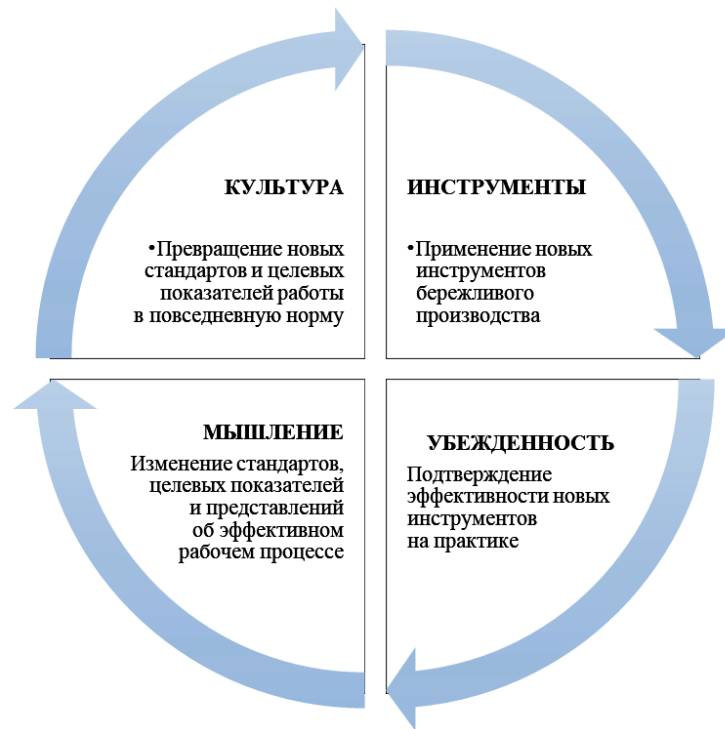 КУЛЬТУРА
•Превращение новых
стандартов и целевых
показателей работы
в повседневную норму
ИНСТРУМЕНТЫ
•Применение новых
инструментов
бережливого
производства
МЫШЛЕНИЕ
Изменение стандартов,
целевых показателей
и представлений
об эффективном
рабочем процессе
УБЕЖДЕННОСТЬ
Подтверждение
эффективности новых
инструментов
на практике